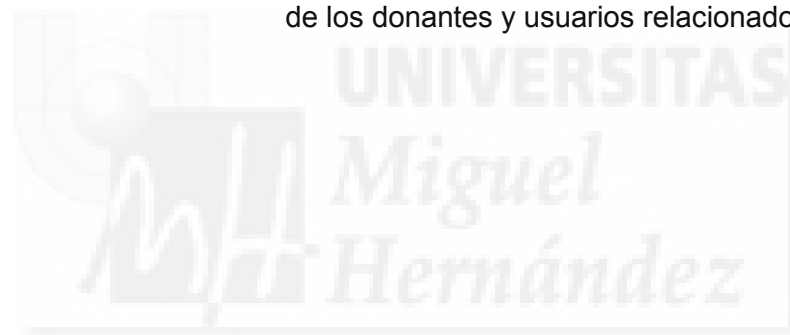 de los donantes y usuarios relacionado
UNIVERSITAS
Miguel
Hernández